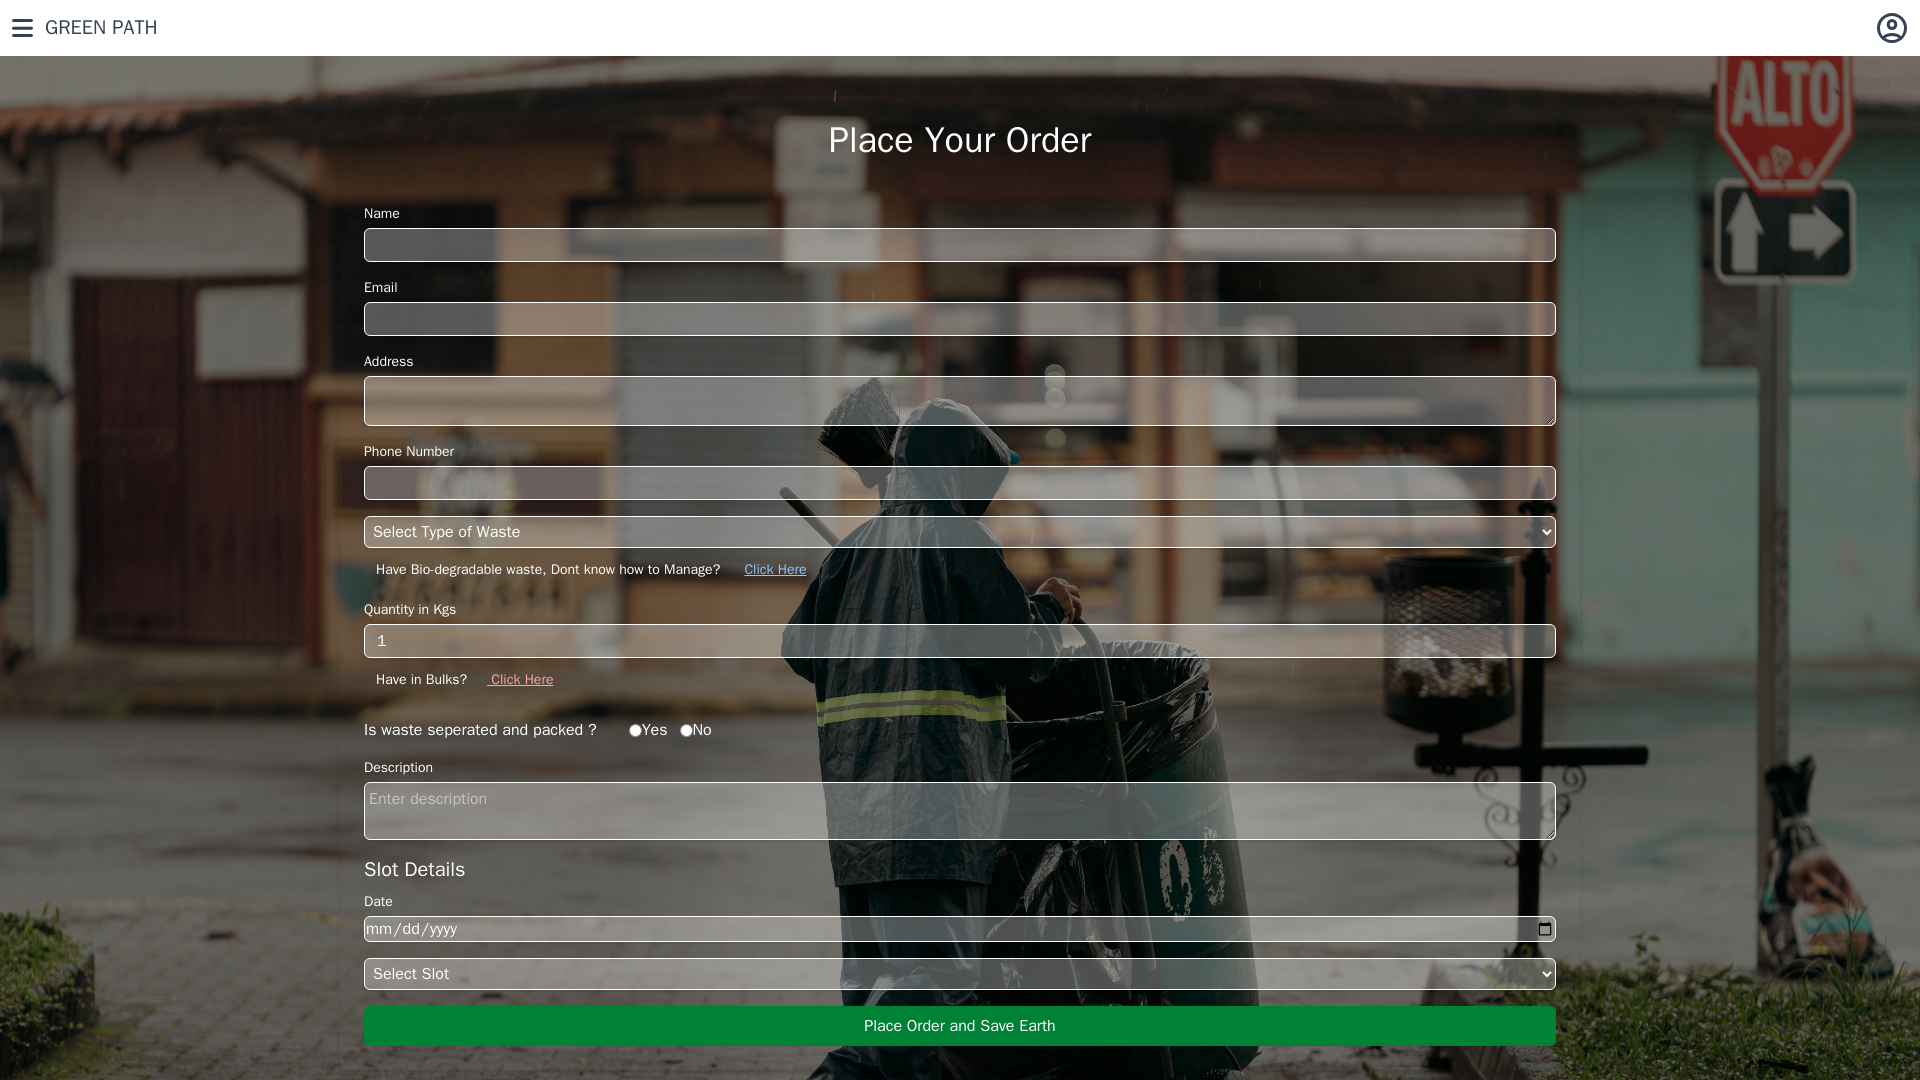 GREEN PATH
ALTO
Place Your Order
Name
Email
Address
Phone Number
Select Type of Waste
Have Bio-degradable waste, Dont know how to Manage? Click Here
Quantity in Kgs
1
Have in Bulks? Click Here
Is waste seperated and packed ? Yes No
Description
Enter description
Slot Details
Date
mm/dd/yyyy
Select Slot
Place Order and Save Earth